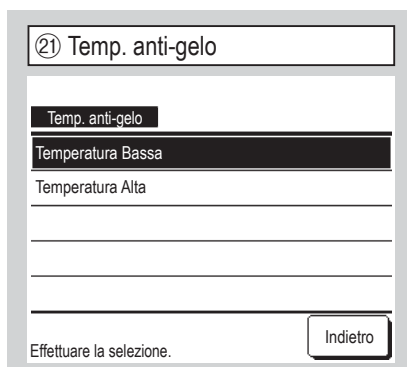 ㉑ Temp. anti-gelo
Temp. anti-gelo
Temperatura Bassa
Temperatura Alta
Effettuare la selezione.
Indietro